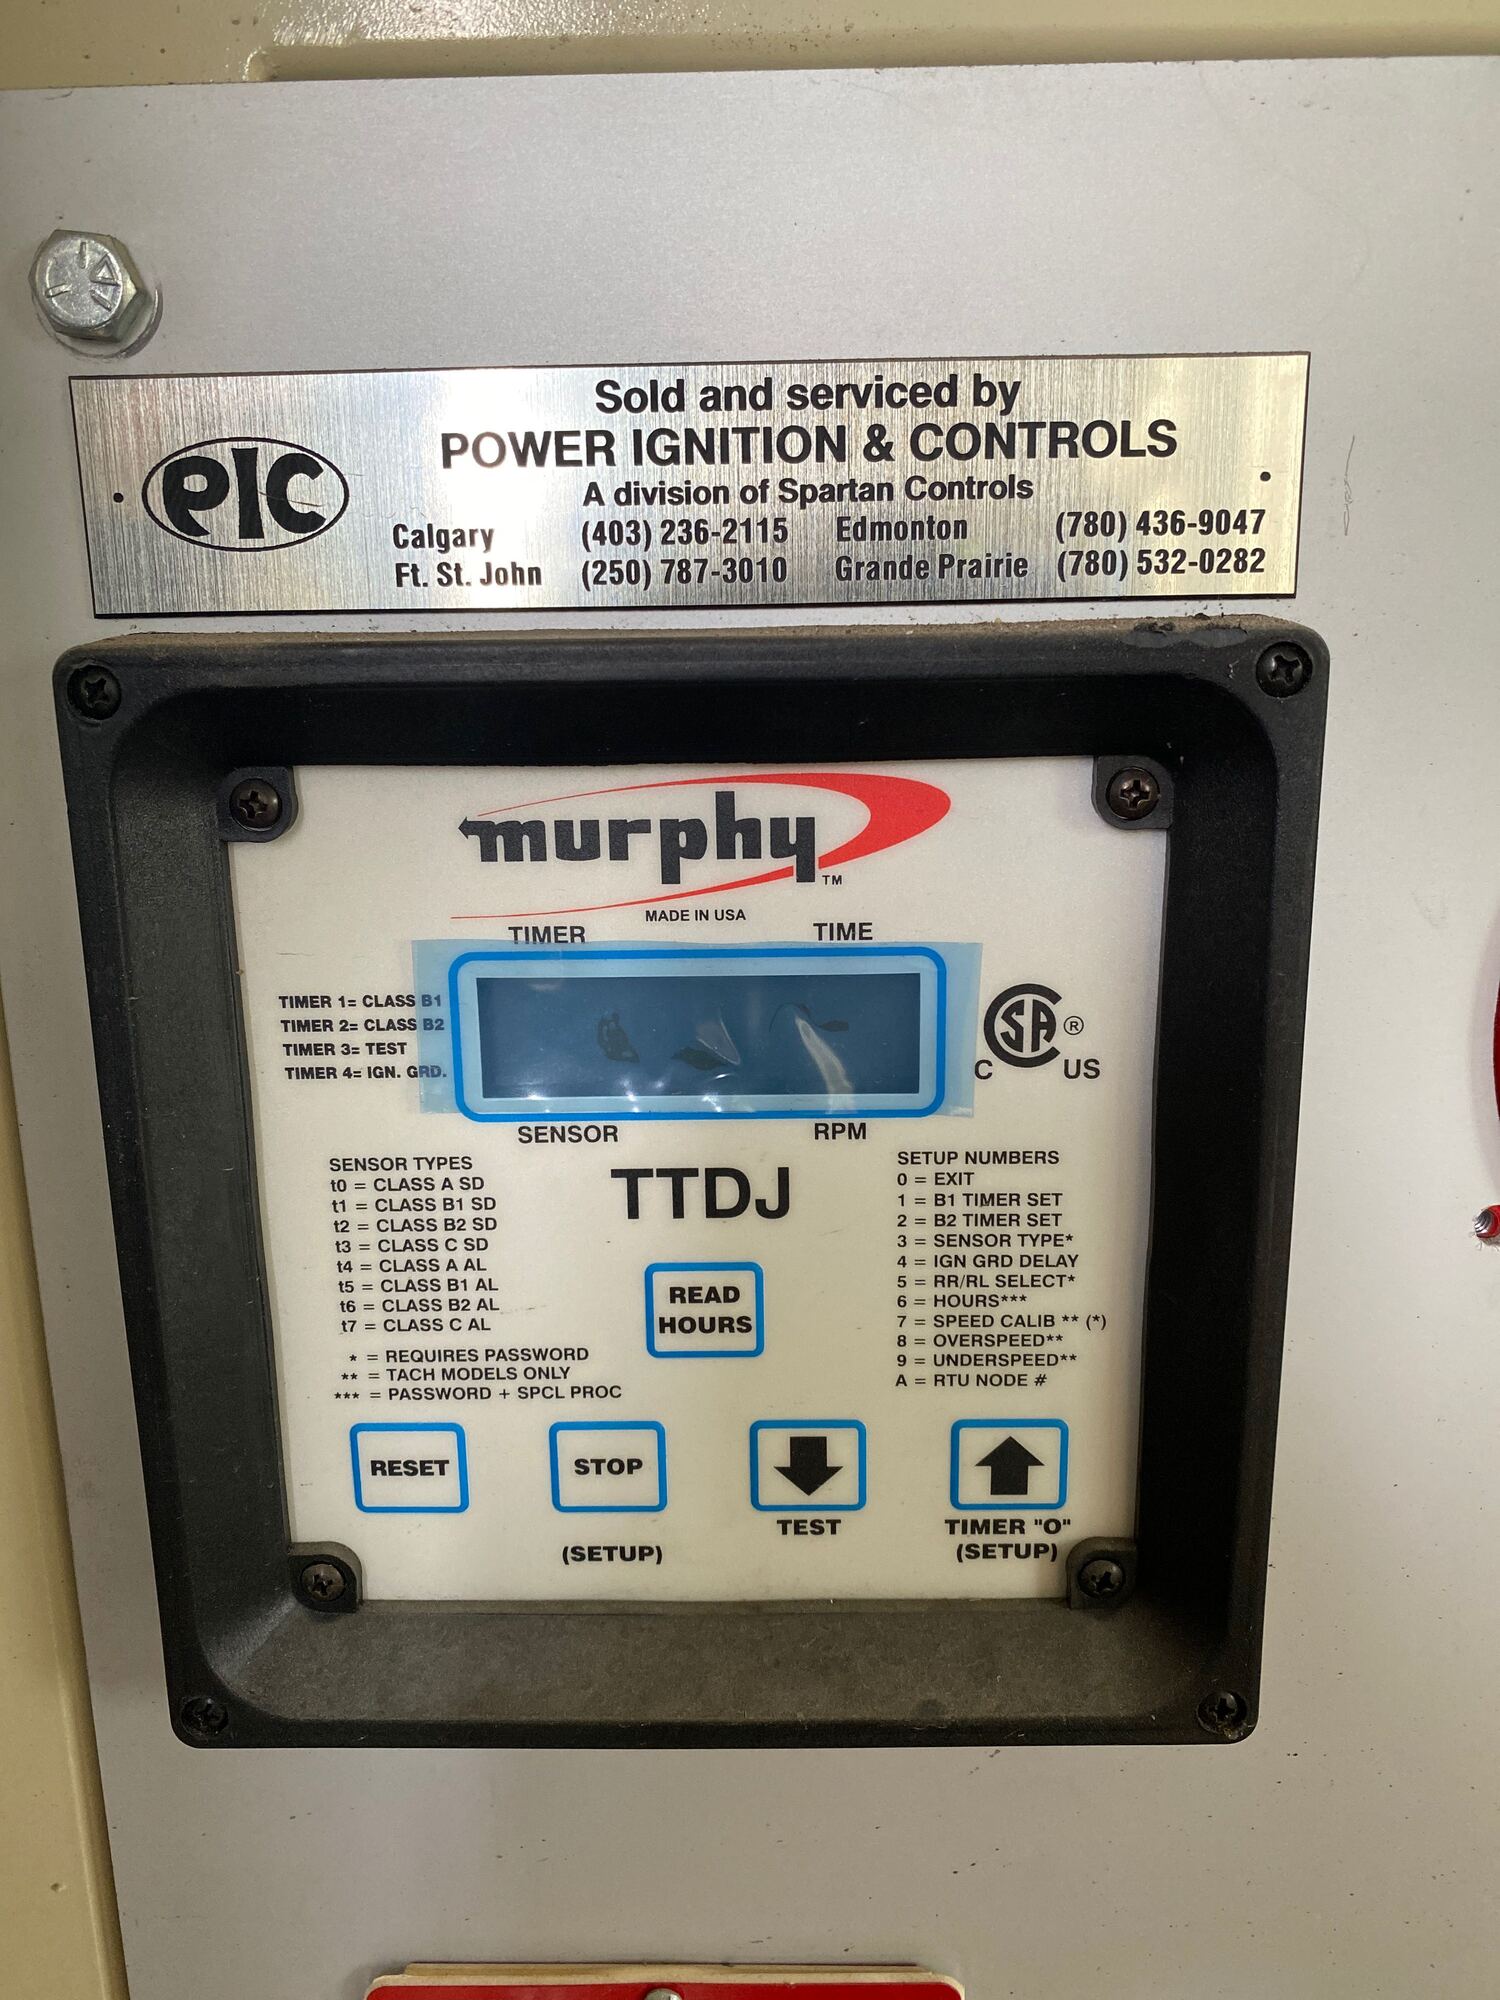 Sold and serviced by
PIC
POWER IGNITION & CONTROLS
A division of Spartan Controls
Calgary (403) 236-2115 Edmonton (780) 436-9047
Ft. St. John (250) 787-3010 Grande Prairie (780) 532-0282
murphy TM
MADE IN USA
TIMER TIME
TIMER 1= CLASS B1
TIMER 2= CLASS B2
TIMER 3= TEST
TIMER 4= IGN. GRD.
CSA ®
C US
SENSOR RPM
TTDJ
SENSOR TYPES
t0 = CLASS A SD
t1 = CLASS B1 SD
t2 = CLASS B2 SD
t3 = CLASS C SD
t4 = CLASS A AL
t5 = CLASS B1 AL
t6 = CLASS B2 AL
t7 = CLASS C AL
* = REQUIRES PASSWORD
** = TACH MODELS ONLY
*** = PASSWORD + SPCL PROC
READ
HOURS
SETUP NUMBERS
0 = EXIT
1 = B1 TIMER SET
2 = B2 TIMER SET
3 = SENSOR TYPE*
4 = IGN GRD DELAY
5 = RR/RL SELECT*
6 = HOURS***
7 = SPEED CALIB ** (*)
8 = OVERSPEED**
9 = UNDERSPEED**
A = RTU NODE #
RESET STOP
TEST TIMER "O"
(SETUP) (SETUP)